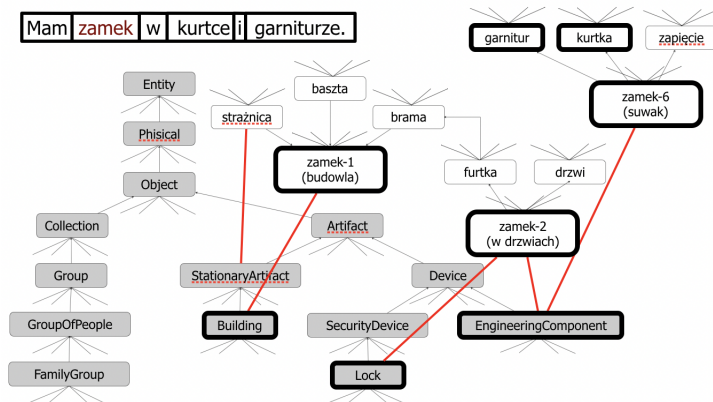 Mam zamek w kurtce i garniturze.
garnitur
kurtka
zapięcie
Entity
baszta
zamek-6
(suwak)
strażnica
brama
Phisical
zamek-1
(budowla)
furtka
drzwi
Object
Collection
Artifact
zamek-2
(w drzwiach)
Group
StationaryArtifact
Device
GroupOfPeople
Building
SecurityDevice
EngineeringComponent
FamilyGroup
Lock